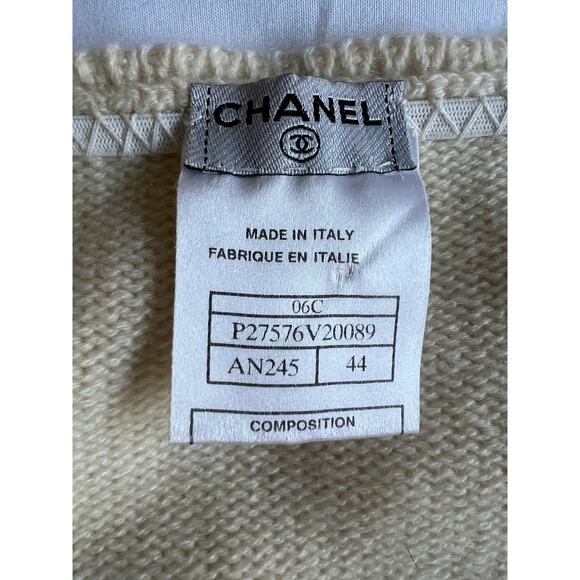 CHANEL
MADE IN ITALY
FABRIQUE EN ITALIE
06C
P27576V20089
AN245 44
COMPOSITION